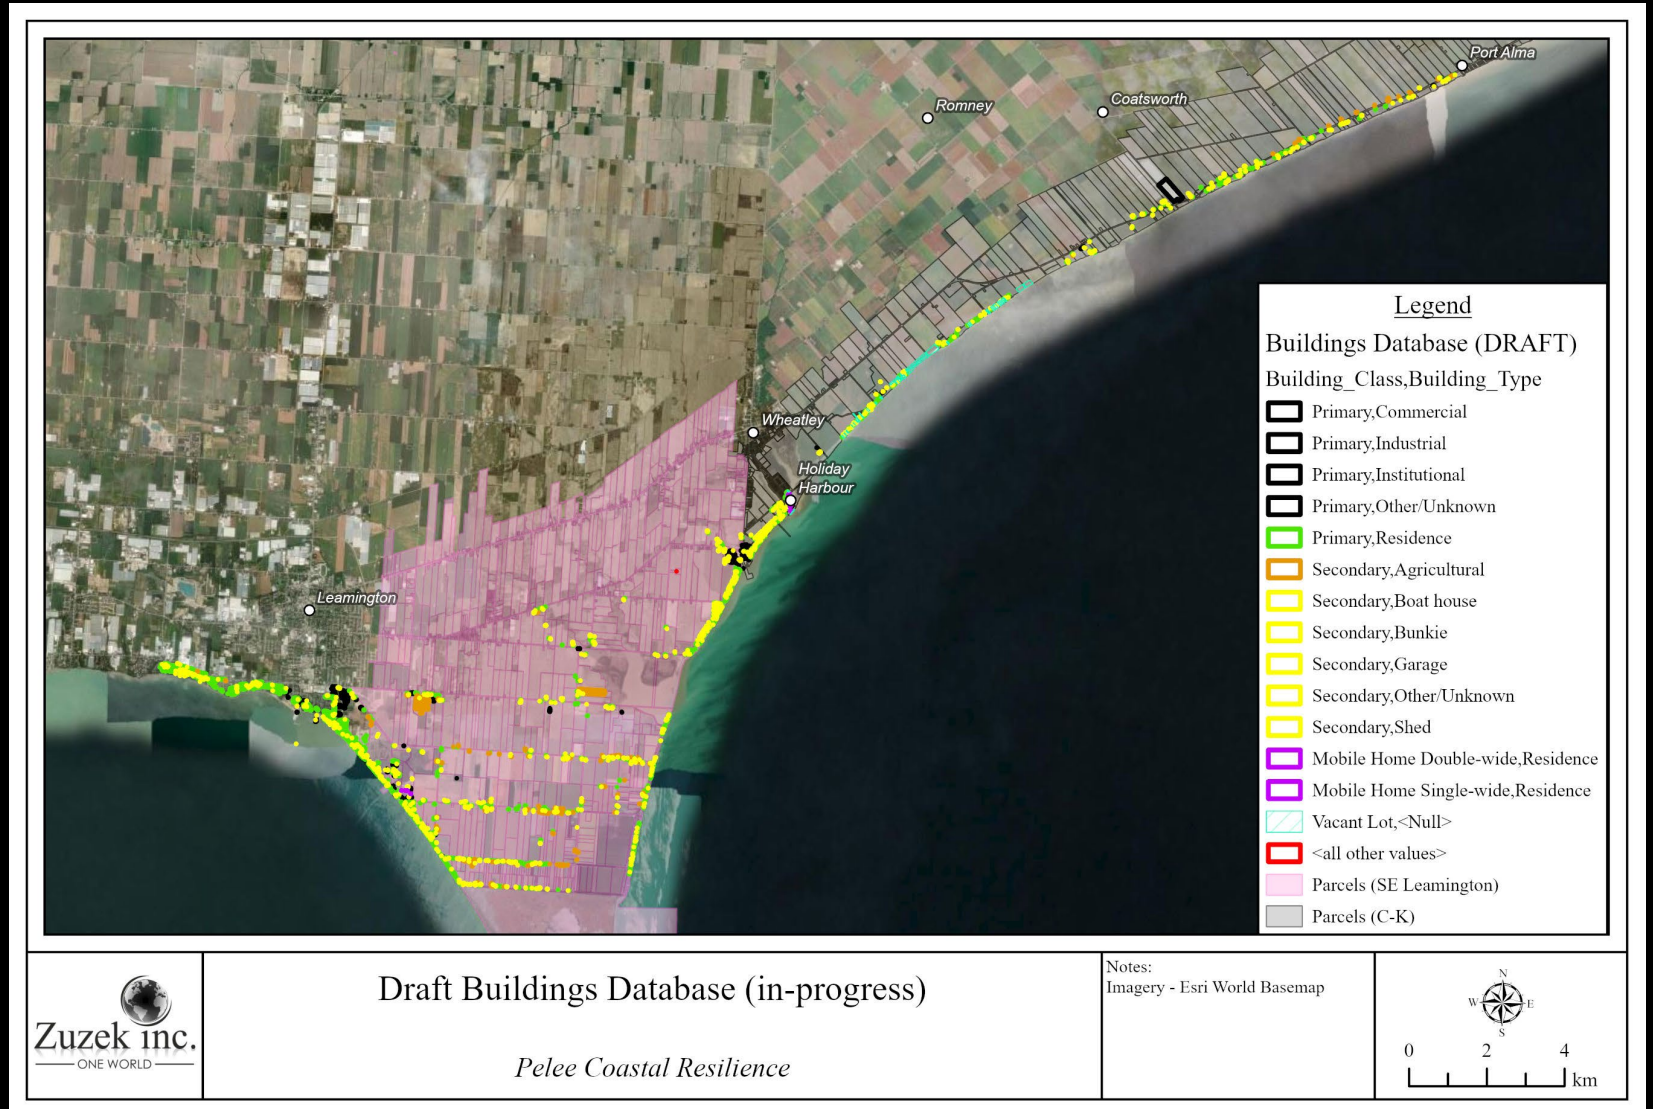 Port Alma
Coatsworth
Romney
Wheatley
Holiday
Harbour
Leamington
Legend
Buildings Database (DRAFT)
Building_Class,Building_Type
Primary,Commercial
Primary,Industrial
Primary,Institutional
Primary,Other/Unknown
Primary,Residence
Secondary,Agricultural
Secondary,Boat house
Secondary,Bunkie
Secondary,Garage
Secondary,Other/Unknown
Secondary,Shed
Mobile Home Double-wide,Residence
Mobile Home Single-wide,Residence
Vacant Lot,<Null>
<all other values>
Parcels (SE Leamington)
Parcels (C-K)
Zuzek inc.
ONE WORLD
Draft Buildings Database (in-progress)
Pelee Coastal Resilience
Notes:
Imagery - Esri World Basemap
N
W E
S
0 2 4
km